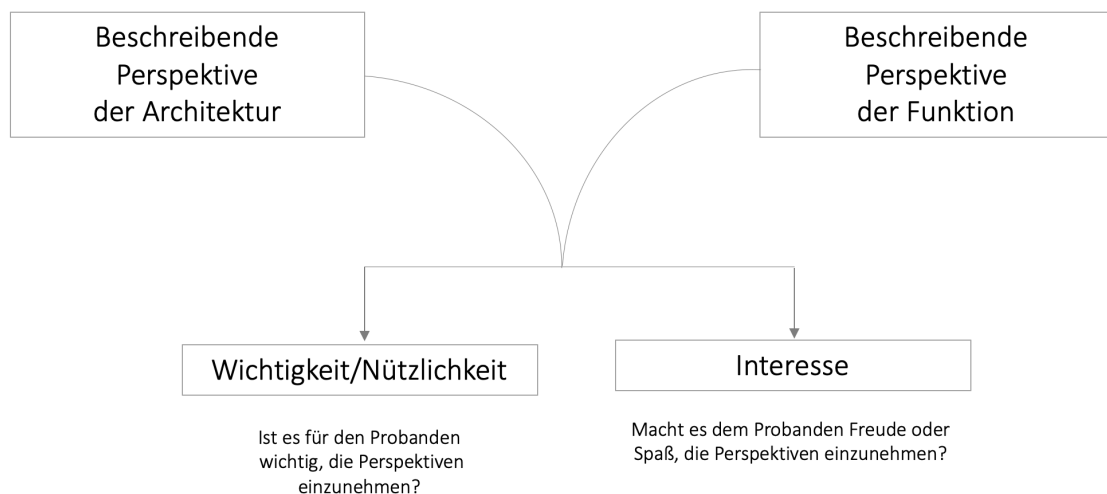 Beschreibende
Perspektive
der Architektur
Beschreibende
Perspektive
der Funktion
Wichtigkeit/Nützlichkeit
Interesse
Ist es für den Probanden
wichtig, die Perspektiven
einzunehmen?
Macht es dem Probanden Freude oder
Spaß, die Perspektiven einzunehmen?